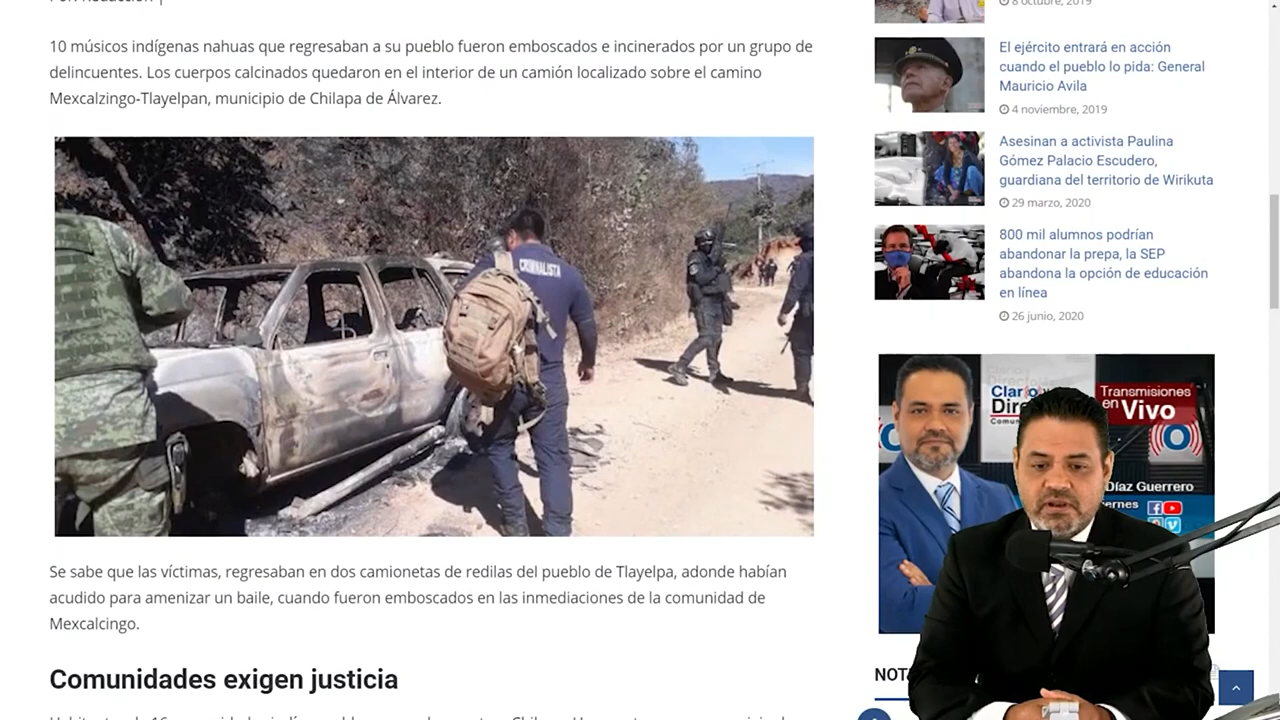 10 músicos indígenas nahuas que regresaban a su pueblo fueron emboscados e incinerados por un grupo de
delincuentes. Los cuerpos calcinados quedaron en el interior de un camión localizado sobre el camino
Mexcalzingo-Tlayelpan, municipio de Chilapa de Álvarez.
CRIMINALISTA
Se sabe que las víctimas, regresaban en dos camionetas de redilas del pueblo de Tlayelpa, adonde habían
acudido para amenizar un baile, cuando fueron emboscados en las inmediaciones de la comunidad de
Mexcalcingo.
Comunidades exigen justicia
8 octubre, 2019
El ejército entrará en acción
cuando el pueblo lo pida: General
Mauricio Avila
4 noviembre, 2019
Asesinan a activista Paulina
Gómez Palacio Escudero,
guardiana del territorio de Wirikuta
29 marzo, 2020
800 mil alumnos podrían
abandonar la prepa, la SEP
abandona la opción de educación
en línea
26 junio, 2020
Transmisiones
en Vivo
Díaz Guerrero